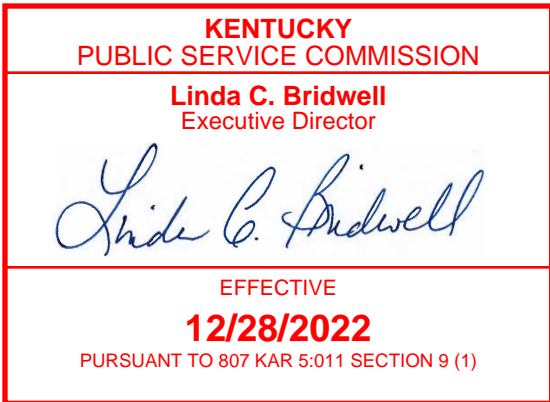 KENTUCKY
PUBLIC SERVICE COMMISSION
Linda C. Bridwell
Executive Director
Linda C. Bridwell
EFFECTIVE
12/28/2022
PURSUANT TO 807 KAR 5:011 SECTION 9 (1)